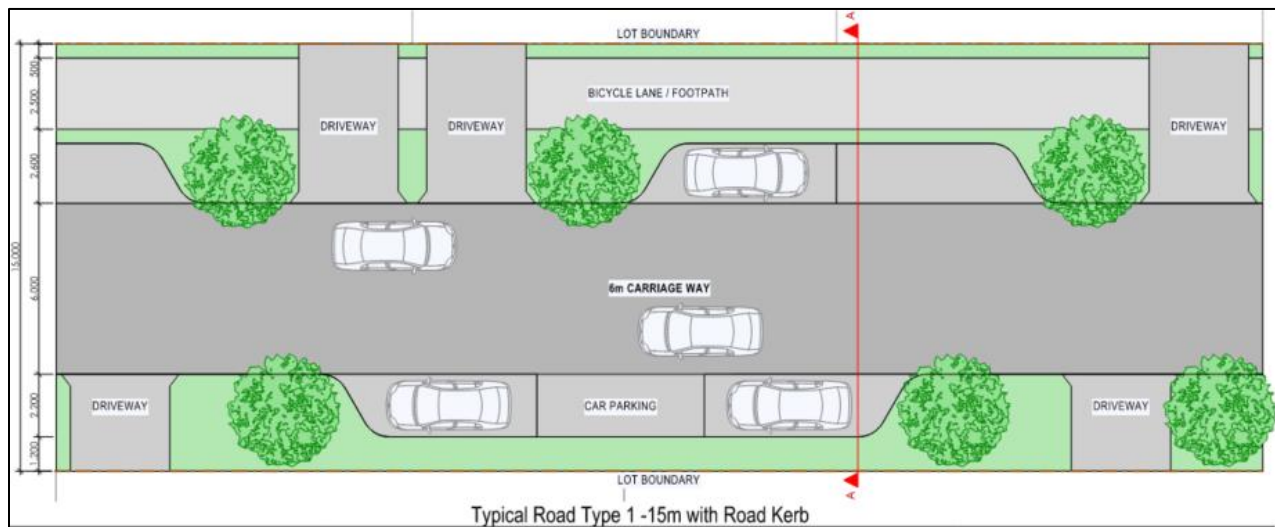 A
LOT BOUNDARY
500
2.500
BICYCLE LANE / FOOTPATH
DRIVEWAY
DRIVEWAY
DRIVEWAY
2.600
15.000
6.000
6m CARRIAGE WAY
2.200
DRIVEWAY
CAR PARKING
DRIVEWAY
1.200
LOT BOUNDARY
A
Typical Road Type 1 -15m with Road Kerb